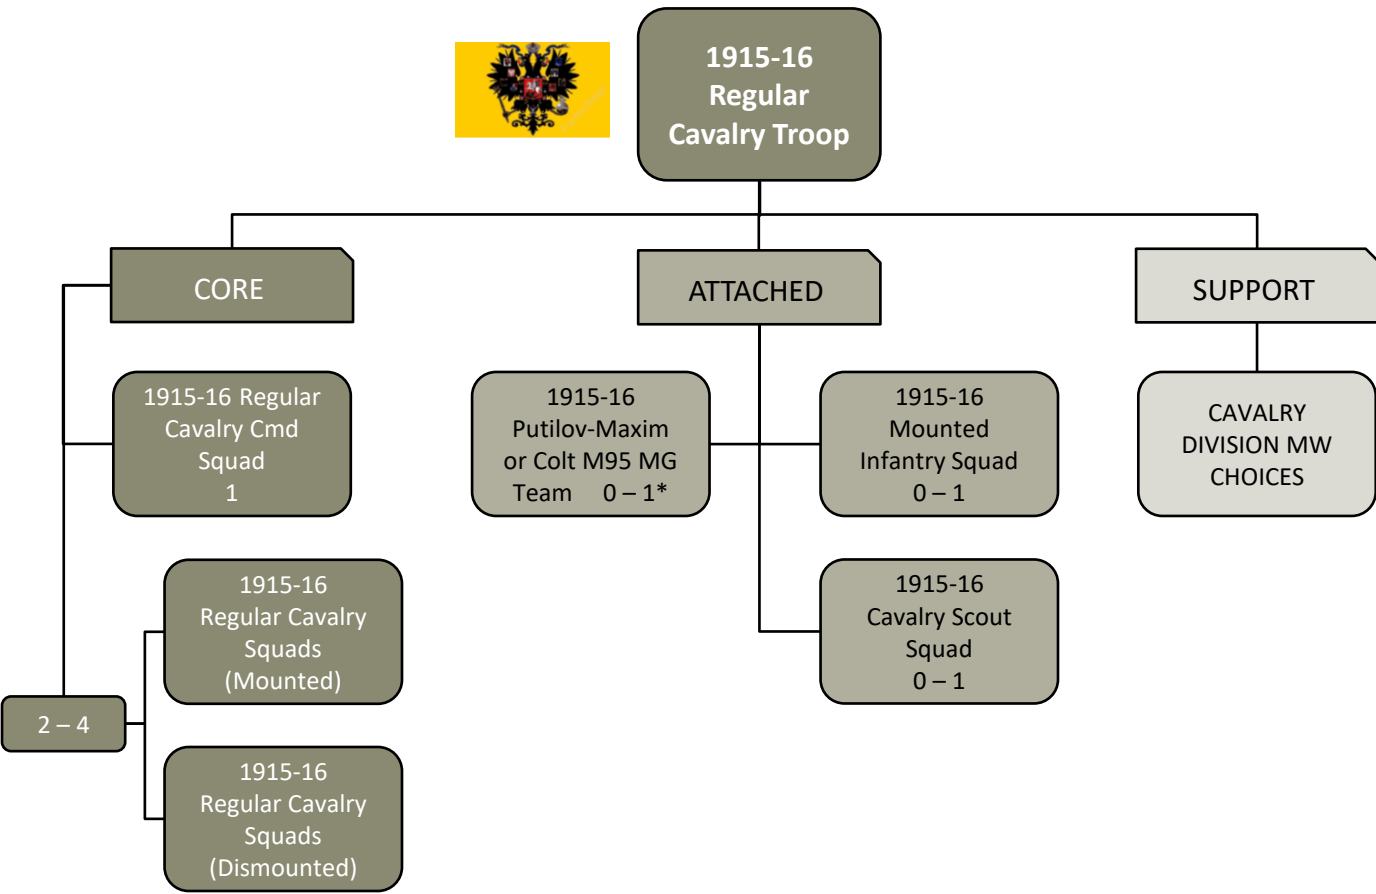 1915-16
Regular
Cavalry Troop
CORE
ATTACHED
SUPPORT
1915-16 Regular
Cavalry Cmd
Squad
1
1915-16
Putilov-Maxim
or Colt M95 MG
Team 0 – 1*
1915-16
Mounted
Infantry Squad
0 – 1
CAVALRY
DIVISION MW
CHOICES
1915-16
Regular Cavalry
Squads
(Mounted)
1915-16
Cavalry Scout
Squad
0 – 1
2 – 4
1915-16
Regular Cavalry
Squads
(Dismounted)